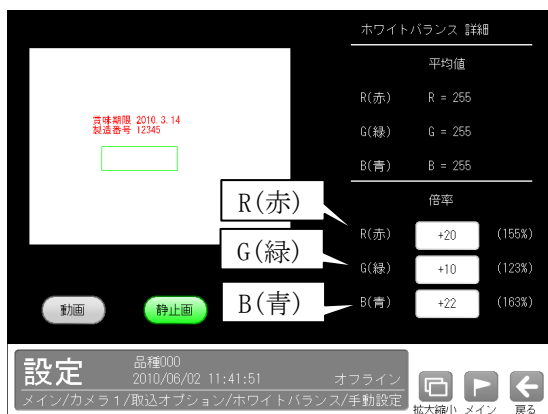 ホワイトバランス 詳細
平均値
R(赤) R = 255
G(緑) G = 255
B(青) B = 255
倍率
R(赤) +20 (155%)
G(緑) +10 (123%)
B(青) +22 (163%)
賞味期限 2010.3.14
製造番号 12345
R(赤)
G(緑)
B(青)
動画 静止画
設定
品種000
2010/06/02 11:41:51 オフライン
メイン/カメラ1/取込オプション/ホワイトバランス/手動設定
拡大縮小 メイン 戻る